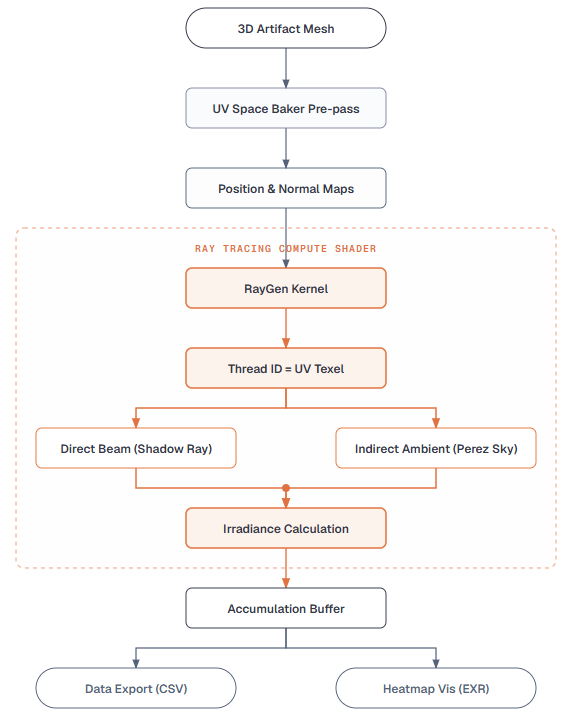 3D Artifact Mesh
UV Space Baker Pre-pass
Position & Normal Maps
RAY TRACING COMPUTE SHADER
RayGen Kernel
Thread ID = UV Texel
Direct Beam (Shadow Ray)
Indirect Ambient (Perez Sky)
Irradiance Calculation
Accumulation Buffer
Data Export (CSV)
Heatmap Vis (EXR)